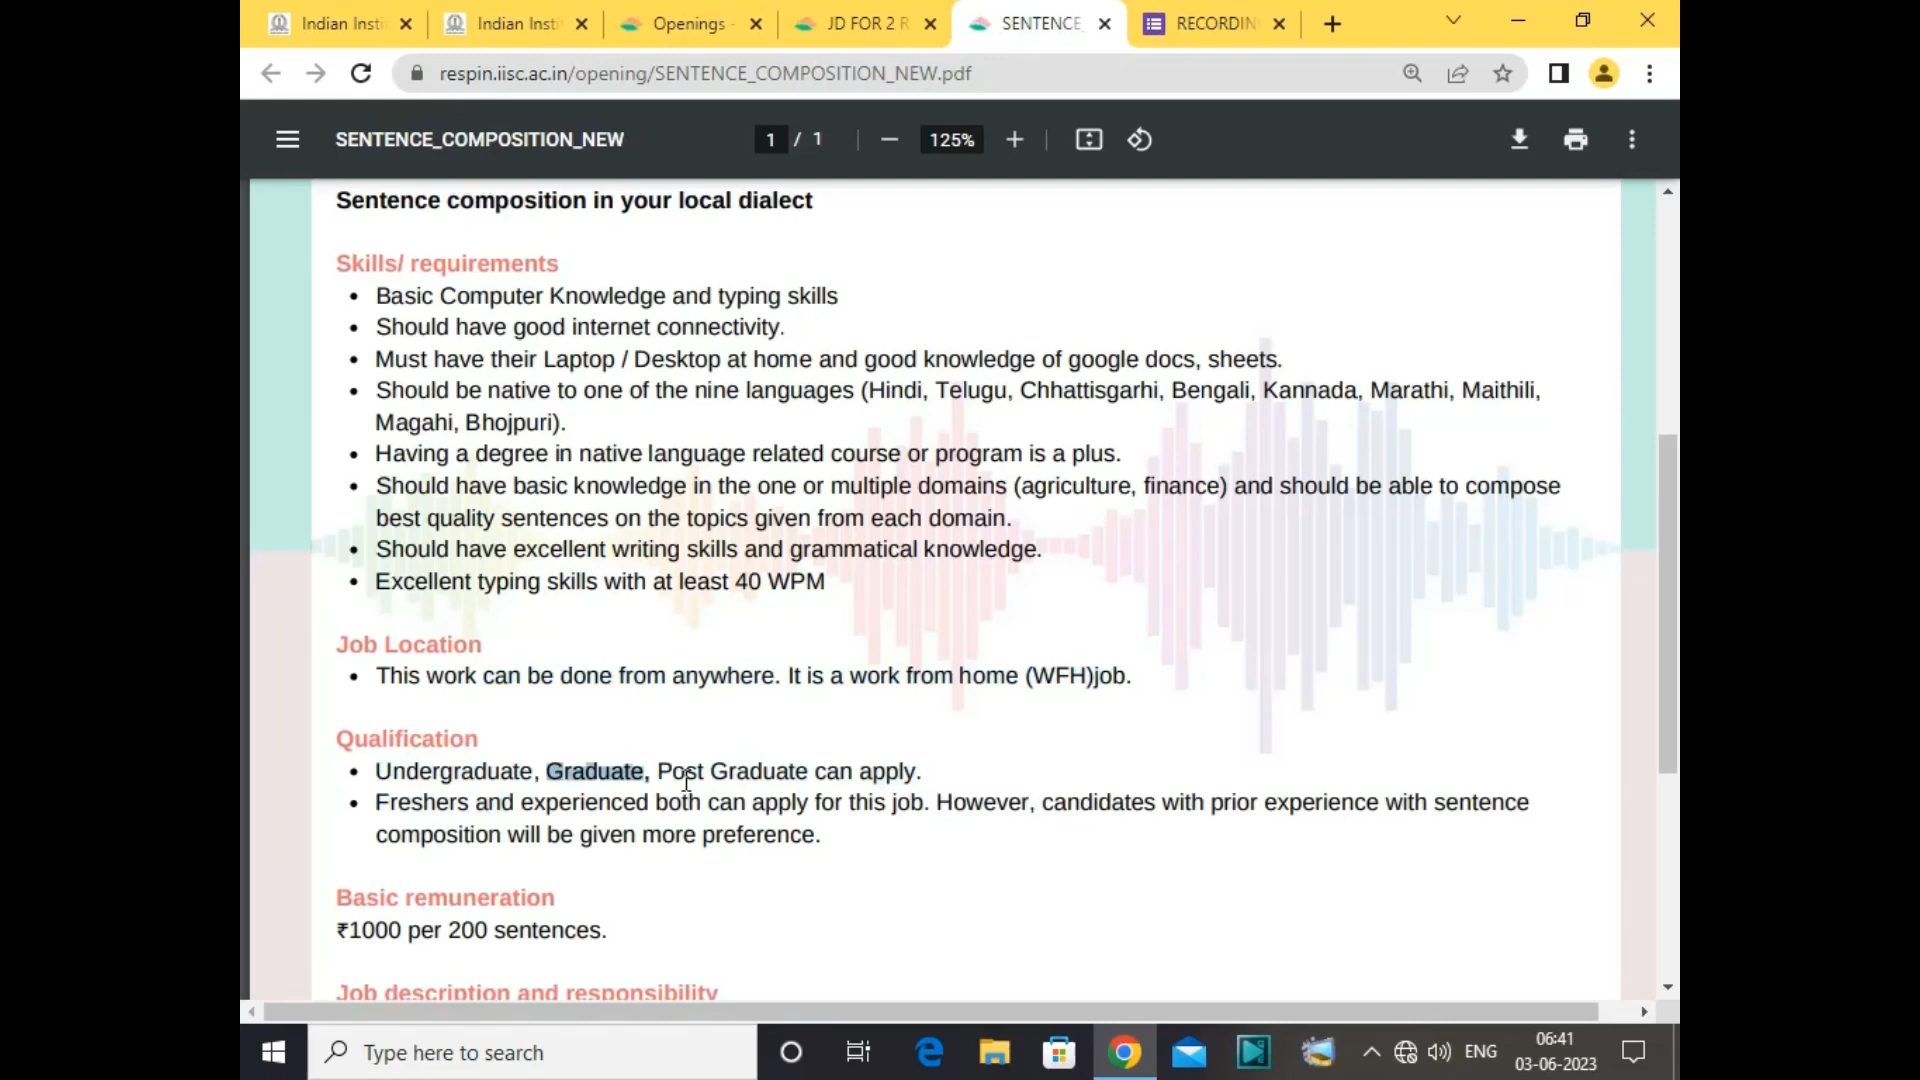 Indian Insti
Indian Insti
Openings -
JD FOR 2 R
SENTENCE_
RECORDIN
respin.iisc.ac.in/opening/SENTENCE_COMPOSITION_NEW.pdf
SENTENCE_COMPOSITION_NEW
1 / 1
125%
Sentence composition in your local dialect
Skills/ requirements
• Basic Computer Knowledge and typing skills
• Should have good internet connectivity.
• Must have their Laptop / Desktop at home and good knowledge of google docs, sheets.
• Should be native to one of the nine languages (Hindi, Telugu, Chhattisgarhi, Bengali, Kannada, Marathi, Maithili,
Magahi, Bhojpuri).
• Having a degree in native language related course or program is a plus.
• Should have basic knowledge in the one or multiple domains (agriculture, finance) and should be able to compose
best quality sentences on the topics given from each domain.
• Should have excellent writing skills and grammatical knowledge.
• Excellent typing skills with at least 40 WPM
Job Location
• This work can be done from anywhere. It is a work from home (WFH)job.
Qualification
• Undergraduate, Graduate, Post Graduate can apply.
• Freshers and experienced both can apply for this job. However, candidates with prior experience with sentence
composition will be given more preference.
Basic remuneration
₹1000 per 200 sentences.
Job description and responsibility
Type here to search
ENG
06:41
03-06-2023